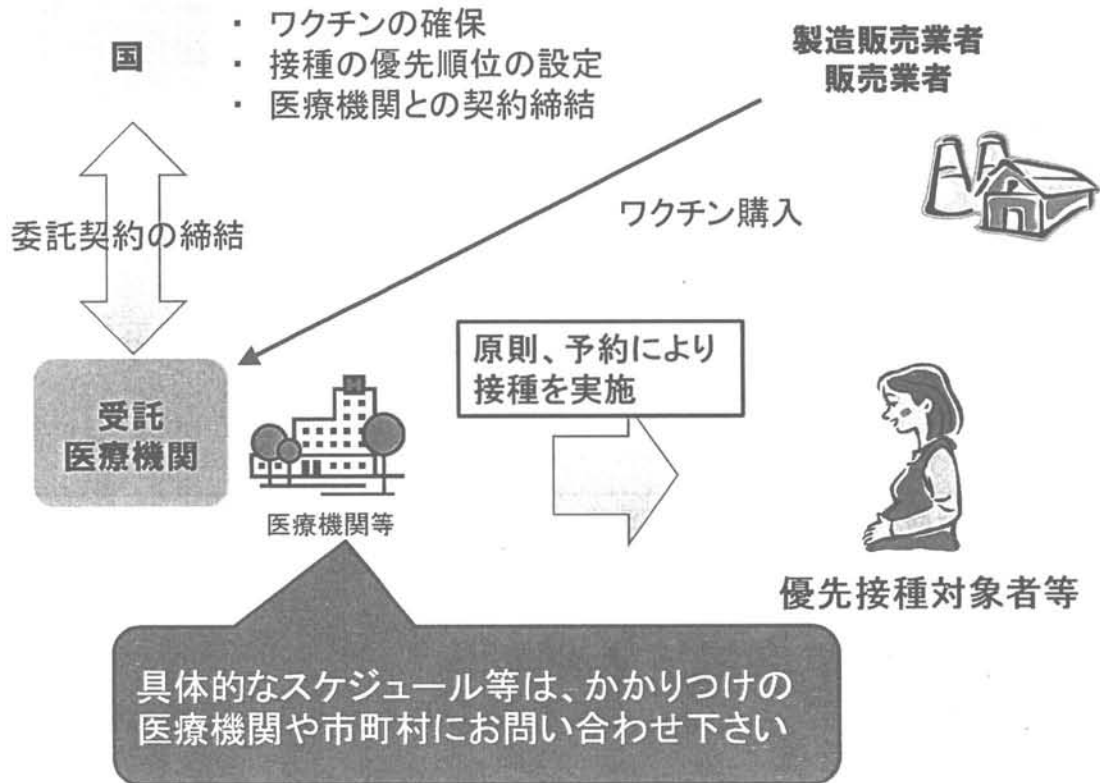 国
・ ワクチンの確保
・ 接種の優先順位の設定
・ 医療機関との契約締結
製造販売業者
販売業者
委託契約の締結
ワクチン購入
原則、予約により
接種を実施
受託
医療機関
H
医療機関等
優先接種対象者等
具体的なスケジュール等は、かかりつけの
医療機関や市町村にお問い合わせ下さい